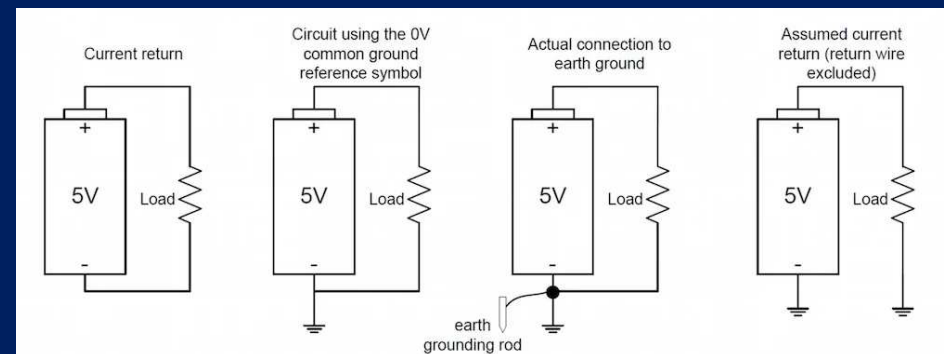 Current return
+
5V
-
Load
Circuit using the 0V
common ground
reference symbol
+
5V
-
Load
Actual connection to
earth ground
+
5V
-
Load
earth
grounding rod
Assumed current
return (return wire
excluded)
+
5V
-
Load